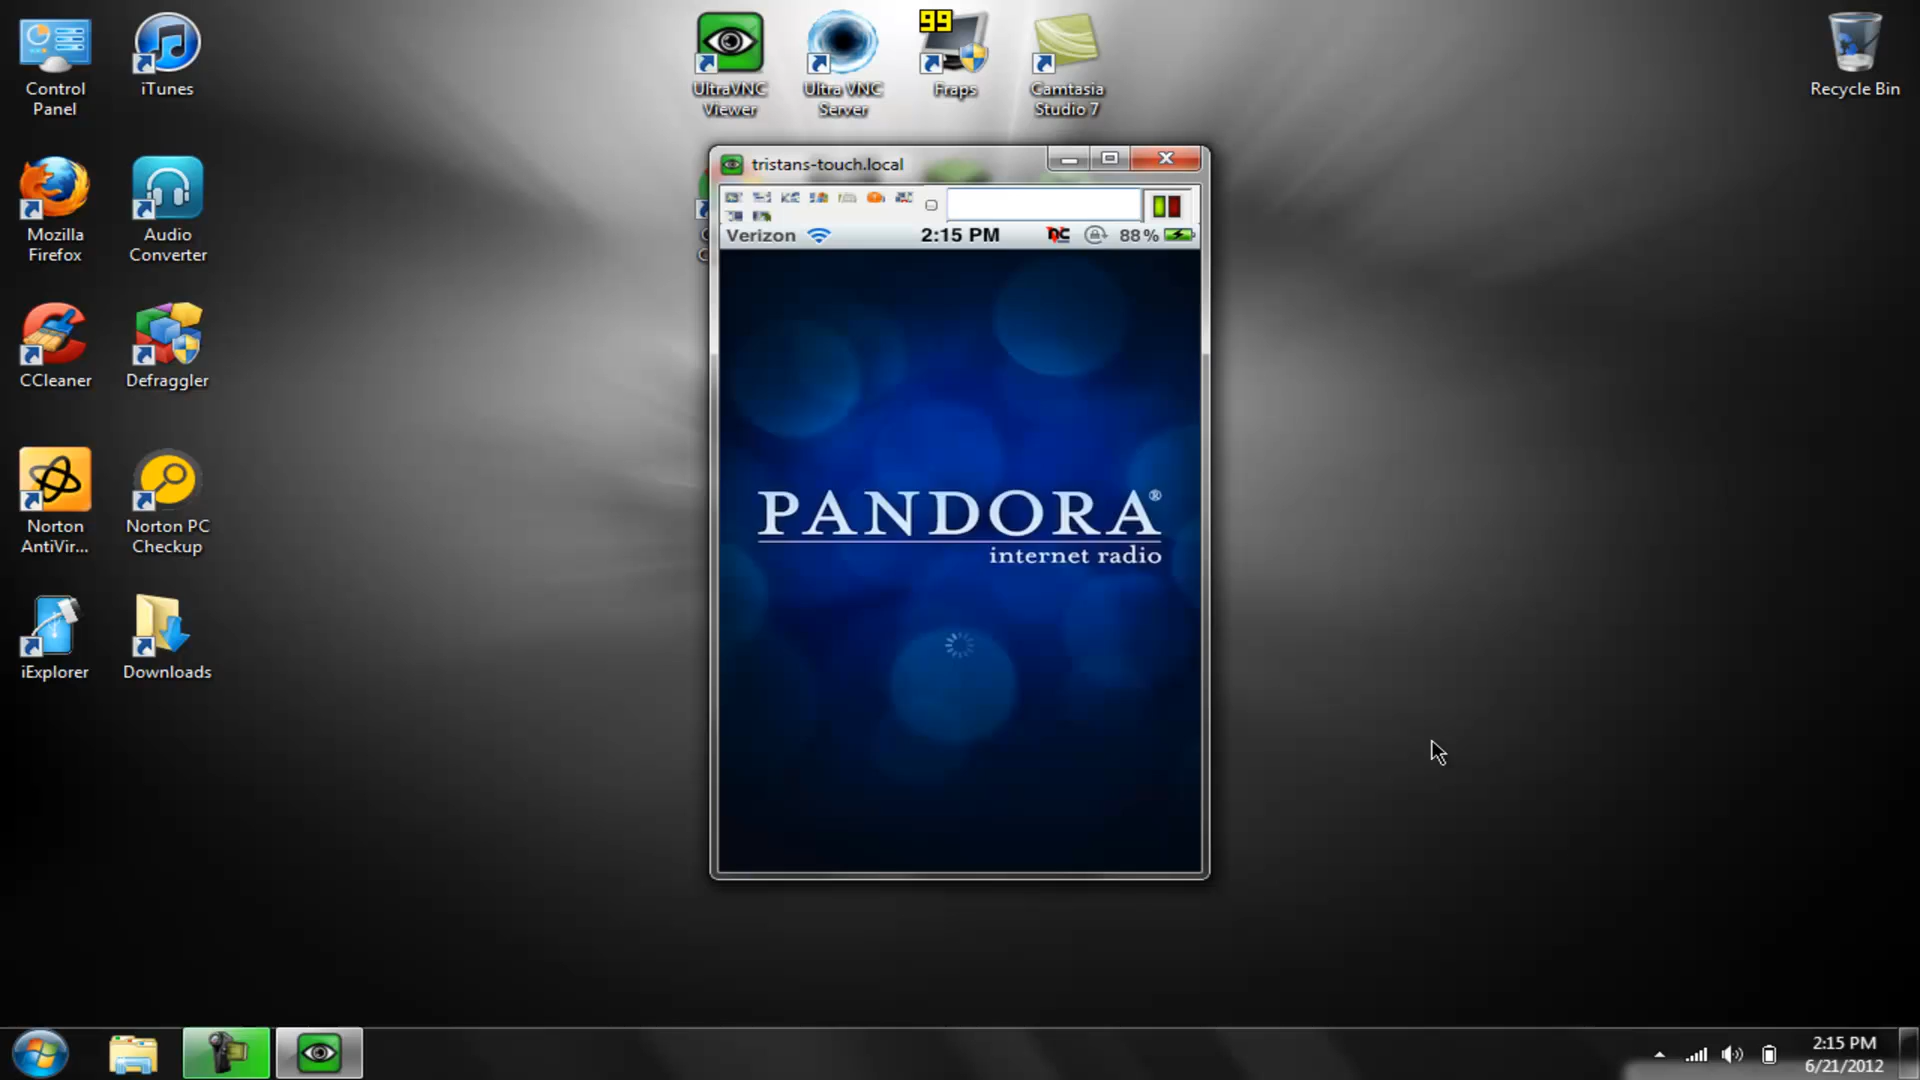 Control
Panel
iTunes
UltraVNC
Viewer
Ultra VNC
Server
99
Fraps
Camtasia
Studio 7
Recycle Bin
Mozilla
Firefox
Audio
Converter
tristans-touch.local
Verizon 2:15 PM 88%
CCleaner
Defraggler
PANDORA®
internet radio
Norton
AntiVir...
Norton PC
Checkup
iExplorer
Downloads
2:15 PM
6/21/2012